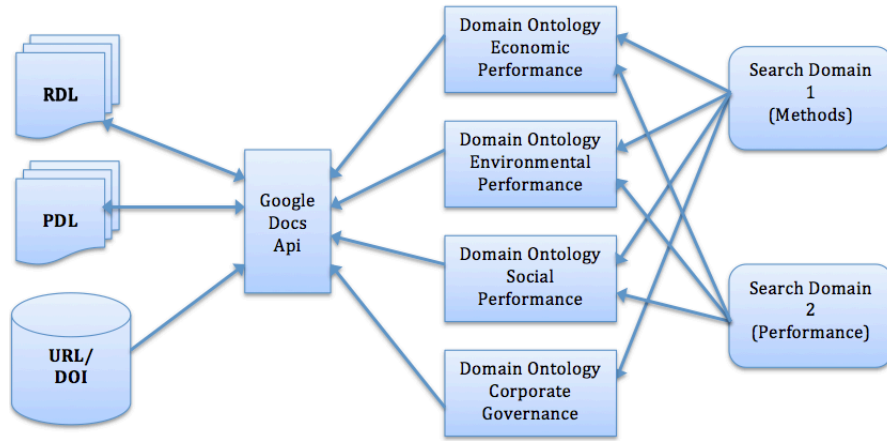 RDL
PDL
URL/
DOI
Google
Docs
Api
Domain Ontology
Economic
Performance
Domain Ontology
Environmental
Performance
Domain Ontology
Social
Performance
Domain Ontology
Corporate
Governance
Search Domain
1
(Methods)
Search Domain
2
(Performance)